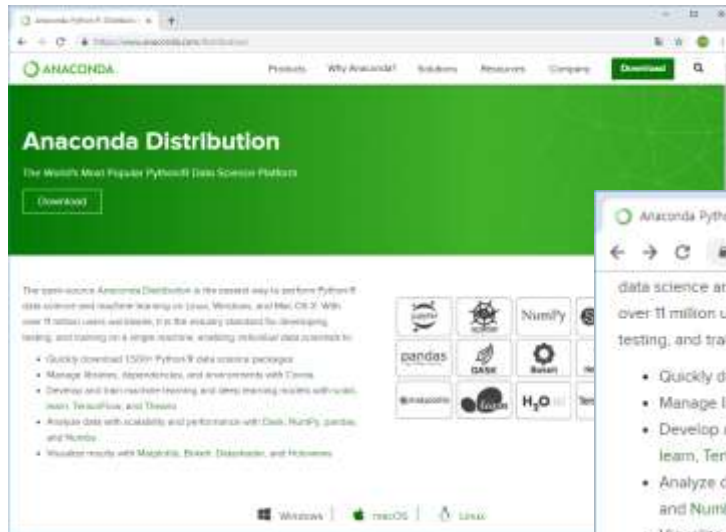 Anaconda Python R Distribution
https://www.anaconda.com/distribution/
ANACONDA.
Products Why Anaconda? Solutions Resources Company Download
Anaconda Distribution
The World's Most Popular Python/R Data Science Platform
Download
The open-source Anaconda Distribution is the easiest way to perform Python/R
data science and machine learning on Linux, Windows, and Mac OS X. With
over 11 million users worldwide, it is the industry standard for developing,
testing, and training on a single machine, enabling individual data scientists to:
• Quickly download 1,500+ Python/R data science packages
• Manage libraries, dependencies, and environments with Conda
• Develop and train machine learning and deep learning models with scikit-
learn, TensorFlow, and Theano
• Analyze data with scalability and performance with Dask, NumPy, pandas,
and Numba
• Visualize results with Matplotlib, Bokeh, Datashader, and Holoviews
jupyter
spyder
NumPy
pandas
DASK
Bokeh
learn
H2O
Windows | macOS | Linux
Anaconda Pytho
data science an
over 11 million u
testing, and trai
• Quickly d
• Manage l
• Develop
learn, Ten
• Analyze d
and Num